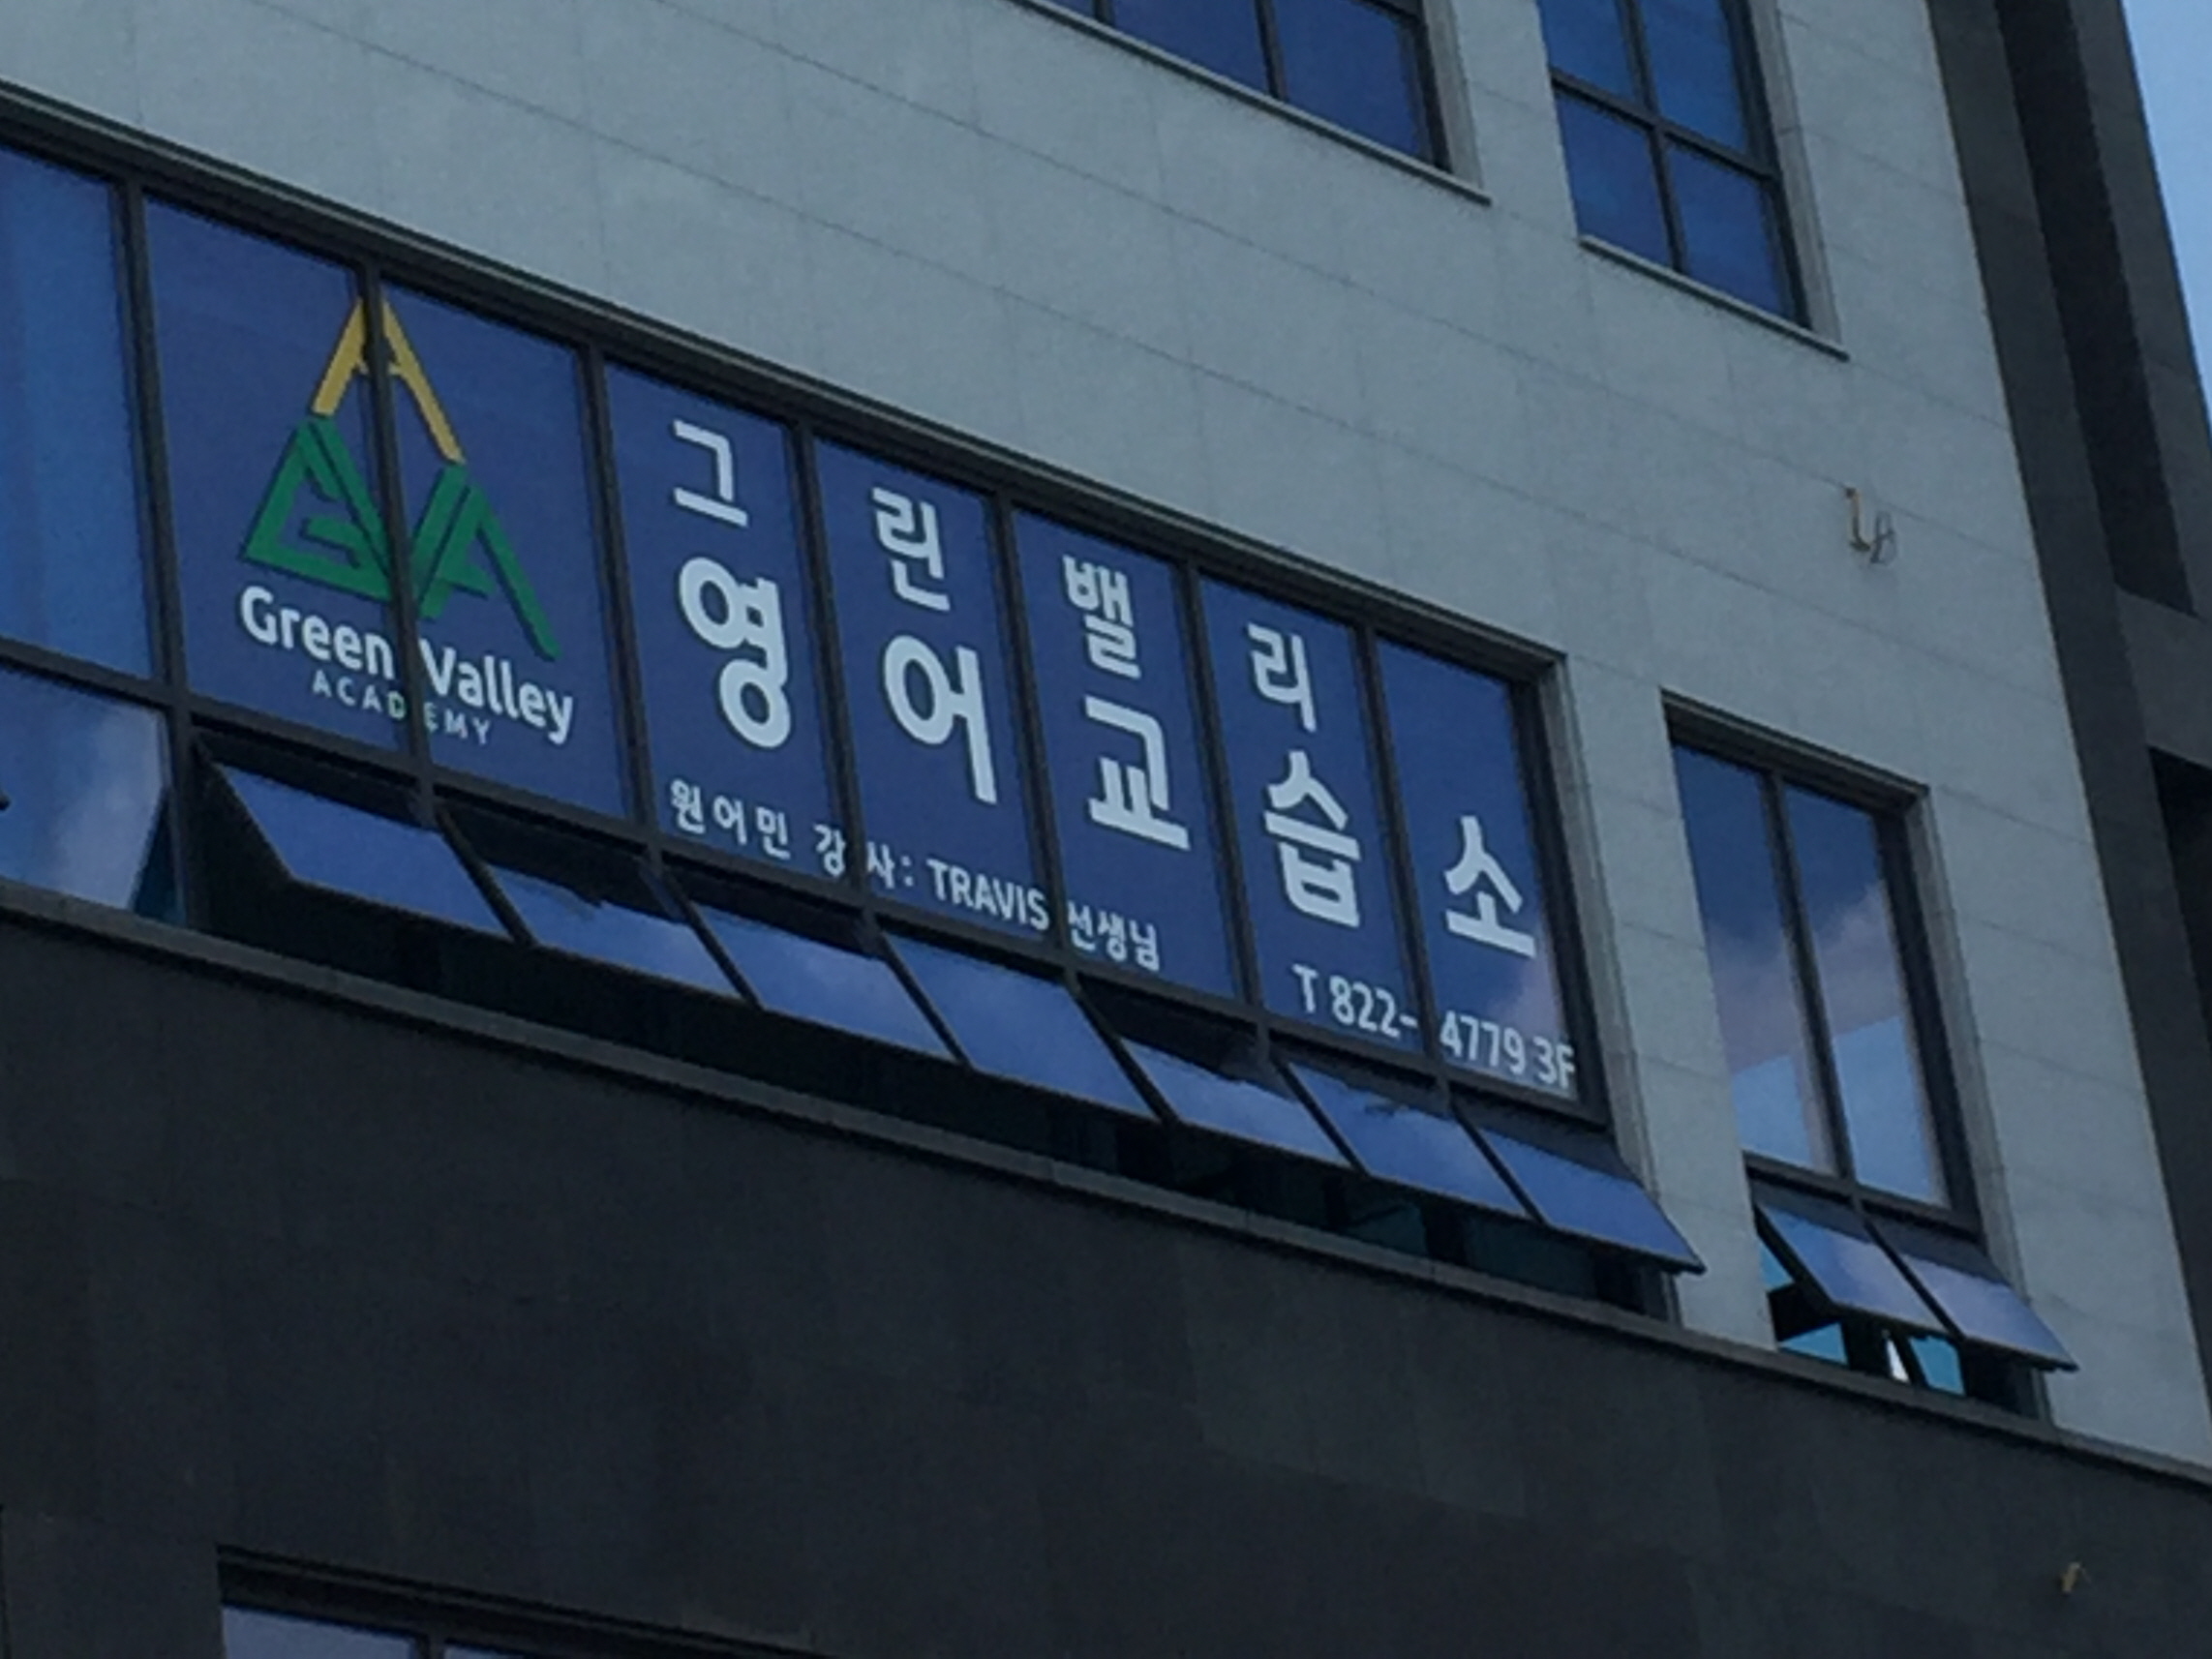 Green Valley
ACADEMY
그린밸리
영어교습소
원어민 강사: TRAVIS 선생님
T 822-4779 3F